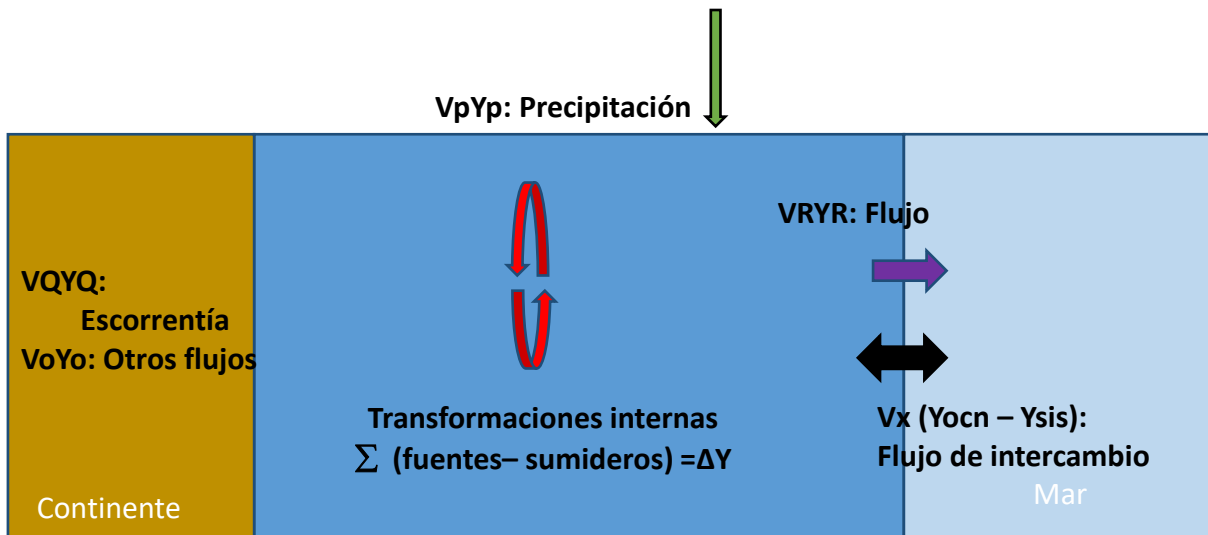 VpYp: Precipitación
VRYR: Flujo
VQYQ:
Escorrentía
VoYo: Otros flujos
Transformaciones internas
Σ (fuentes– sumideros) =ΔY
Vx (Yocn – Ysis):
Flujo de intercambio
Mar
Continente